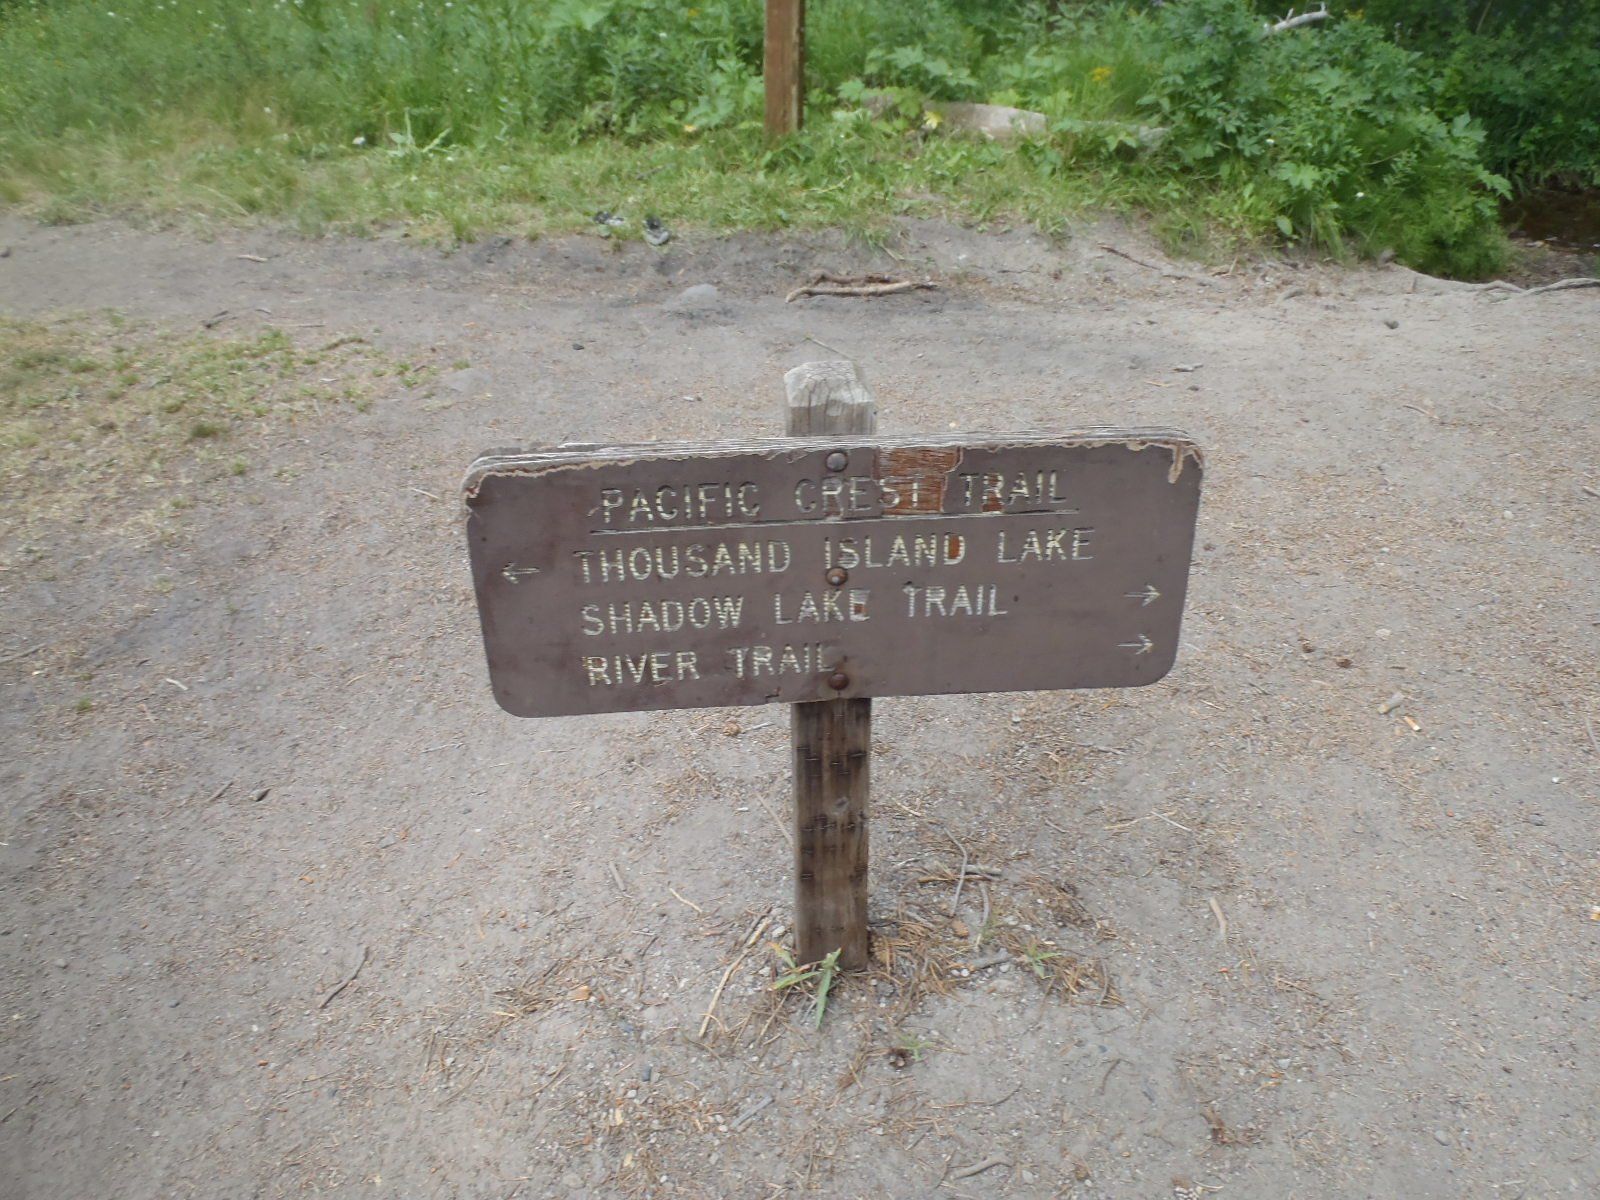 PACIFIC CREST TRAIL
← THOUSAND ISLAND LAKE
SHADOW LAKE TRAIL →
RIVER TRAIL →